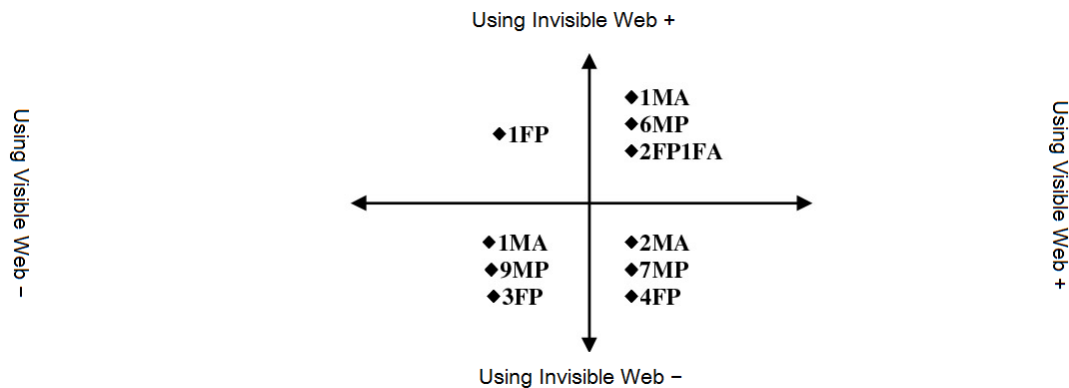 Using Invisible Web +
Using Visible Web −
◆1FP
◆1MA
◆6MP
◆2FP1FA
◆1MA
◆9MP
◆3FP
◆2MA
◆7MP
◆4FP
Using Visible Web +
Using Invisible Web −